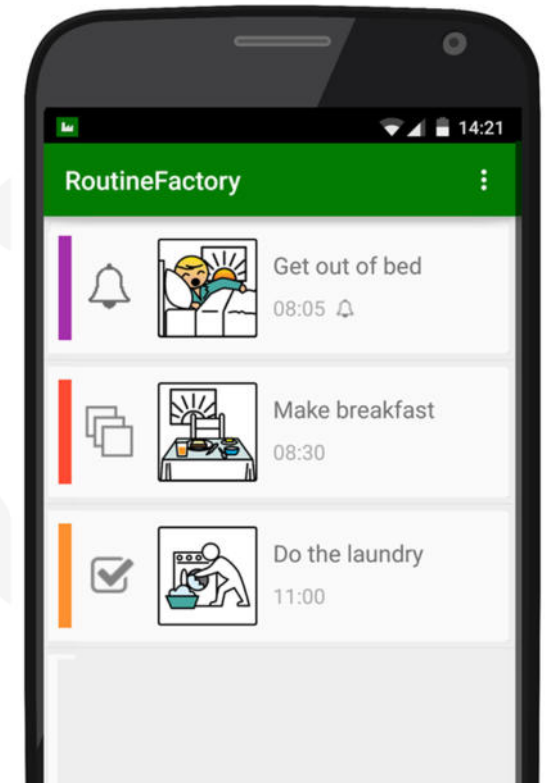 14:21
RoutineFactory
Get out of bed
08:05
Make breakfast
08:30
Do the laundry
11:00